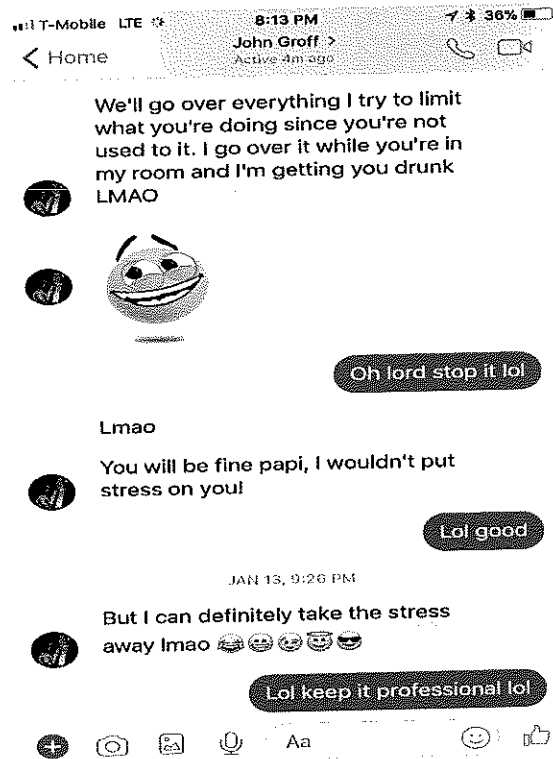 T-Mobile LTE 8:13 PM 36%
Home John Groff >
Active 4m ago
We'll go over everything I try to limit
what you're doing since you're not
used to it. I go over it while you're in
my room and I'm getting you drunk
LMAO
Oh lord stop it lol
Lmao
You will be fine papi, I wouldn't put
stress on you!
Lol good
JAN 13, 9:26 PM
But I can definitely take the stress
away lmao 😂😁😉😇😎
Lol keep it professional lol
Aa